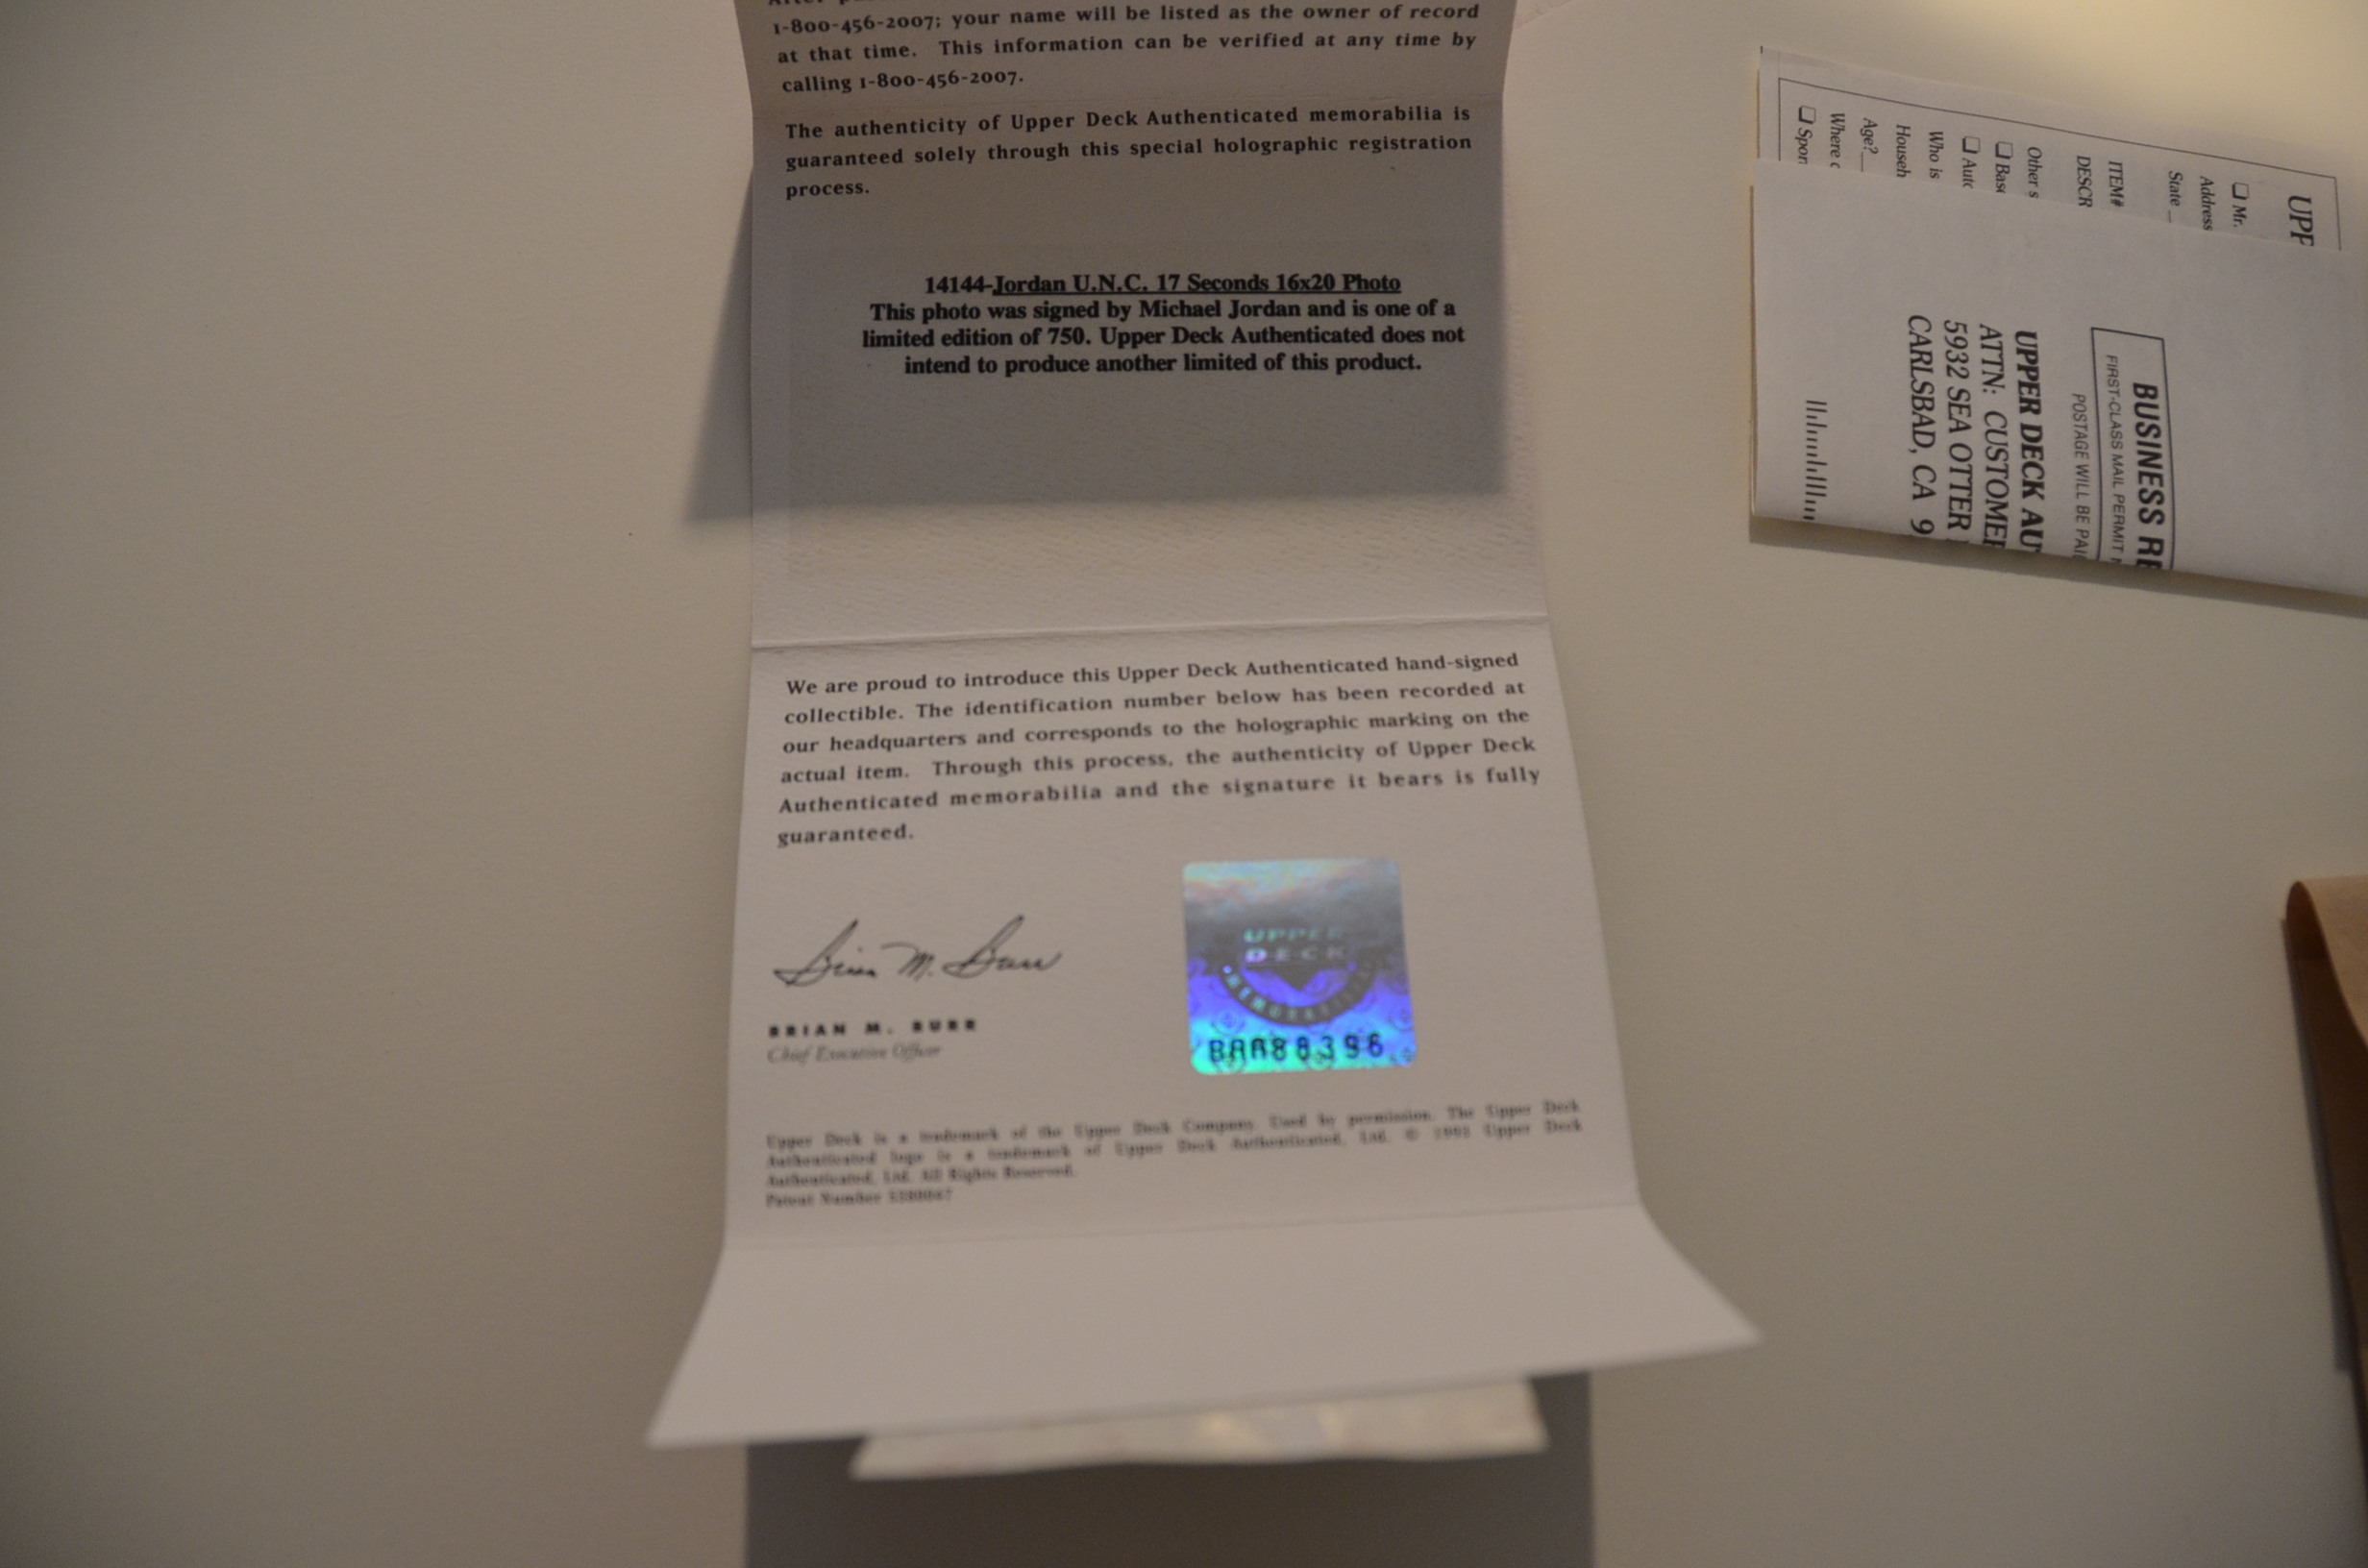 1-800-456-2007; your name will be listed as the owner of record
at that time. This information can be verified at any time by
calling 1-800-456-2007.
The authenticity of Upper Deck Authenticated memorabilia is
guaranteed solely through this special holographic registration
process.
14144-Jordan U.N.C. 17 Seconds 16x20 Photo
This photo was signed by Michael Jordan and is one of a
limited edition of 750. Upper Deck Authenticated does not
intend to produce another limited of this product.
We are proud to introduce this Upper Deck Authenticated hand-signed
collectible. The identification number below has been recorded at
our headquarters and corresponds to the holographic marking on the
actual item. Through this process, the authenticity of Upper Deck
Authenticated memorabilia and the signature it bears is fully
guaranteed.
Brian M. Burr
BRIAN M. BURR
Chief Executive Officer
UPPER
DECK
Upper Deck is a trademark of the Upper Deck Company. Used by permission. The Upper Deck
Authenticated logo is a trademark of Upper Deck Authenticated, Ltd. © Upper Deck
Authenticated, Ltd. All Rights Reserved.
Patent Number
UPP
Mr.
Address
State
ITEM#
DESCR
Other s
Bas
Auto
Who is
Househ
Age?
Where
Spor
BUSINESS RE
FIRST-CLASS MAIL PERMIT
POSTAGE WILL BE PAI
UPPER DECK AU
ATTN: CUSTOMER
5932 SEA OTTER
CARLSBAD, CA 9